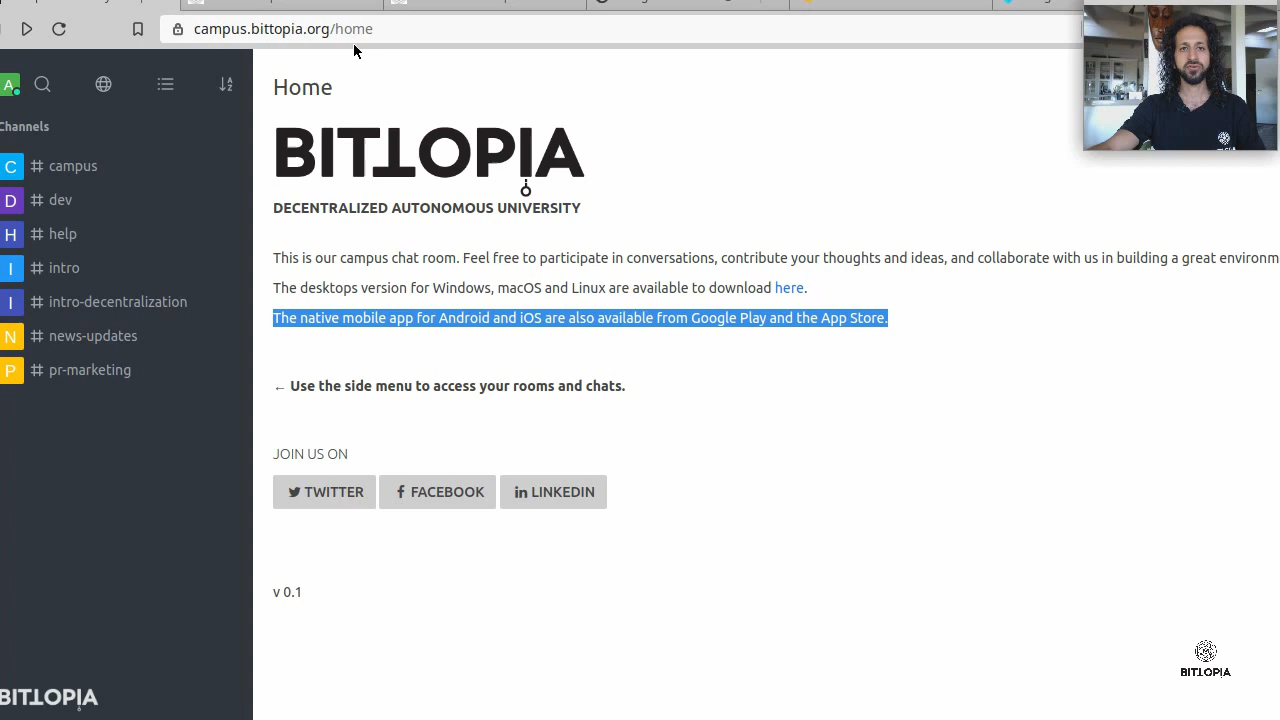 campus.bittopia.org/home
A
Channels
C # campus
D # dev
H # help
I # intro
I # intro-decentralization
N # news-updates
P # pr-marketing
BITTOPIA
Home
BITTOPIA
DECENTRALIZED AUTONOMOUS UNIVERSITY
This is our campus chat room. Feel free to participate in conversations, contribute your thoughts and ideas, and collaborate with us in building a great environm
The desktops version for Windows, macOS and Linux are available to download here.
The native mobile app for Android and iOS are also available from Google Play and the App Store.
← Use the side menu to access your rooms and chats.
JOIN US ON
TWITTER FACEBOOK LINKEDIN
v 0.1
BITTOPIA